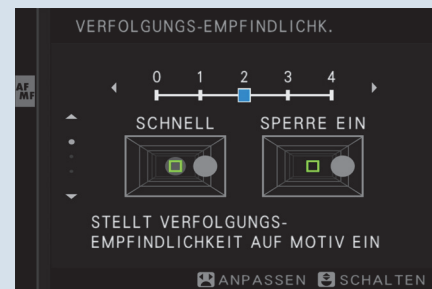 VERFOLGUNGS-EMPFINDLICHK.
0 1 2 3 4
AF
MF
SCHNELL SPERRE EIN
STELLT VERFOLGUNGS-
EMPFINDLICHKEIT AUF MOTIV EIN
ANPASSEN SCHALTEN